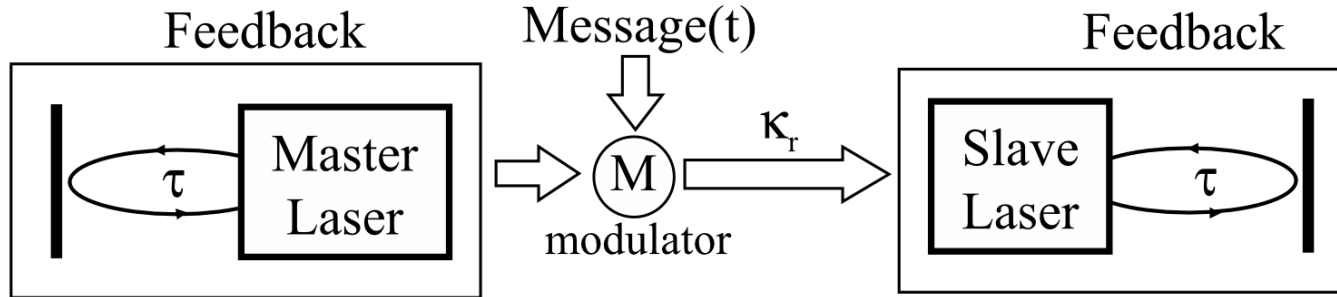 Feedback
Message(t)
Feedback
τ
Master
Laser
M
modulator
κr
Slave
Laser
τ